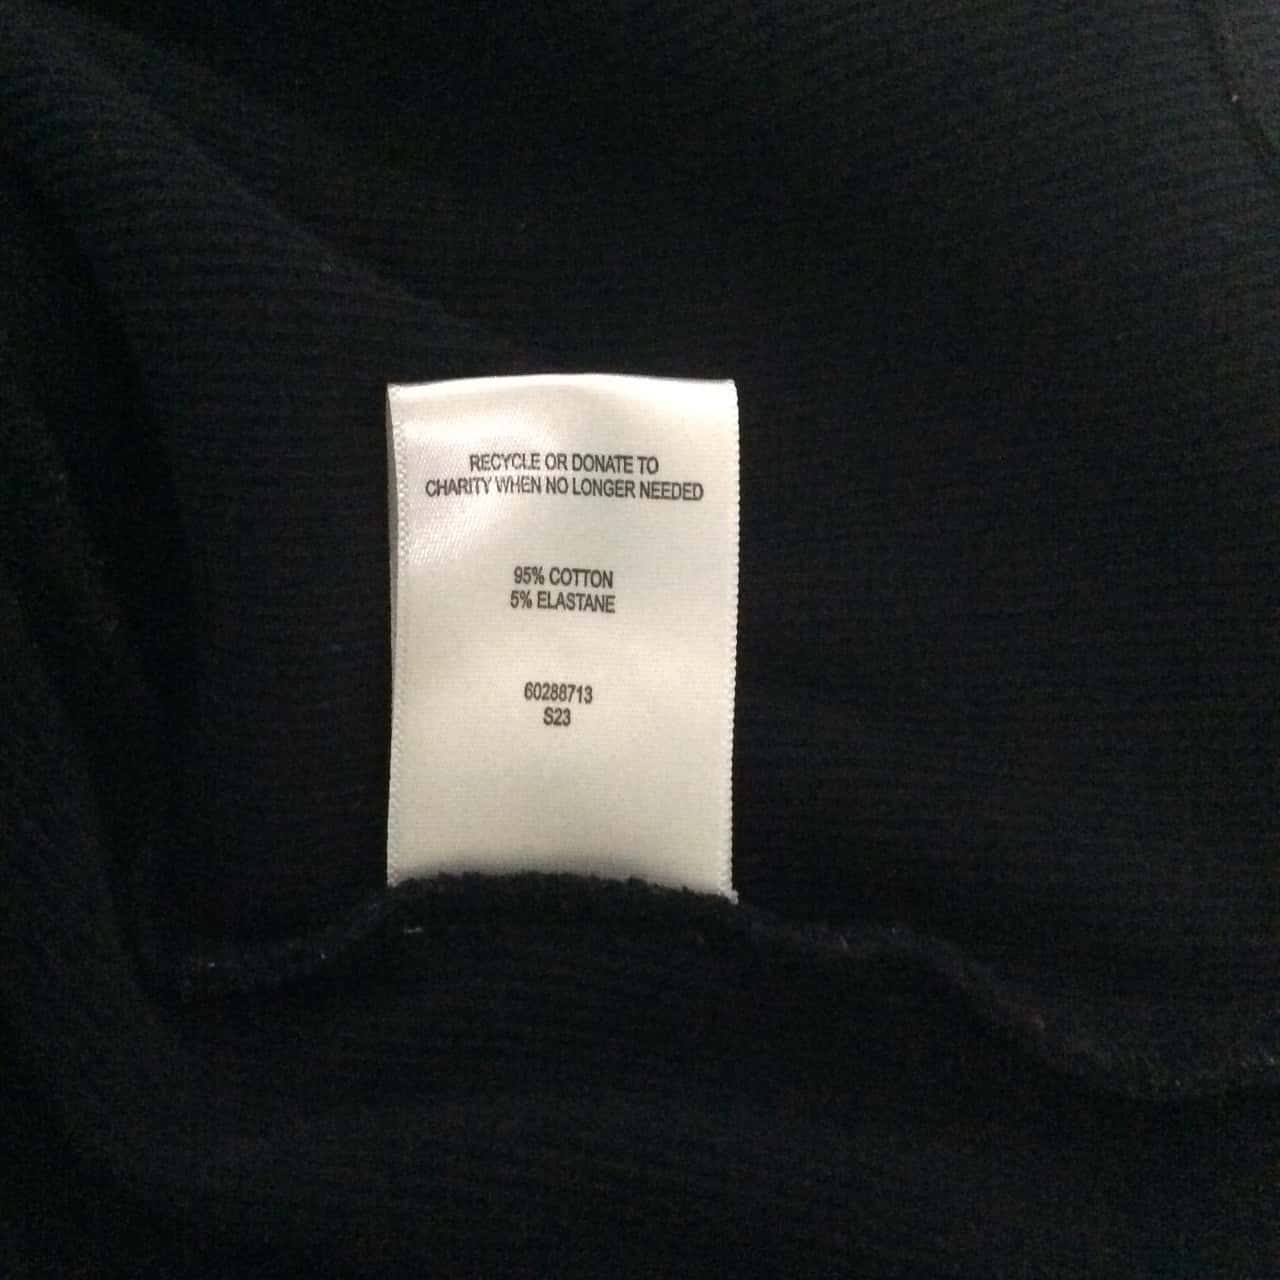 RECYCLE OR DONATE TO
CHARITY WHEN NO LONGER NEEDED
95% COTTON
5% ELASTANE
60288713
S23